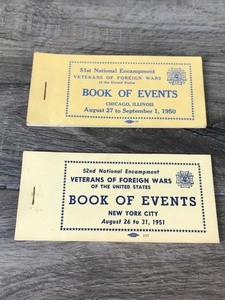 51st National Encampment
VETERANS OF FOREIGN WARS
of the United States
BOOK OF EVENTS
CHICAGO, ILLINOIS
August 27 to September 1, 1950
52nd National Encampment
VETERANS OF FOREIGN WARS
OF THE UNITED STATES
BOOK OF EVENTS
NEW YORK CITY
August 26 to 31, 1951